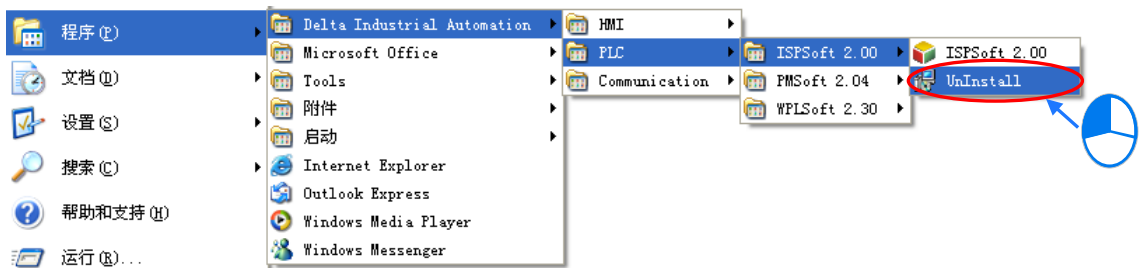 程序(P)
文档(D)
设置(S)
搜索(C)
帮助和支持(H)
运行(R)...
Delta Industrial Automation
Microsoft Office
Tools
附件
启动
Internet Explorer
Outlook Express
Windows Media Player
Windows Messenger
HMI
PLC
Communication
ISPSoft 2.00
PMSoft 2.04
WPLSoft 2.30
ISPSoft 2.00
UnInstall